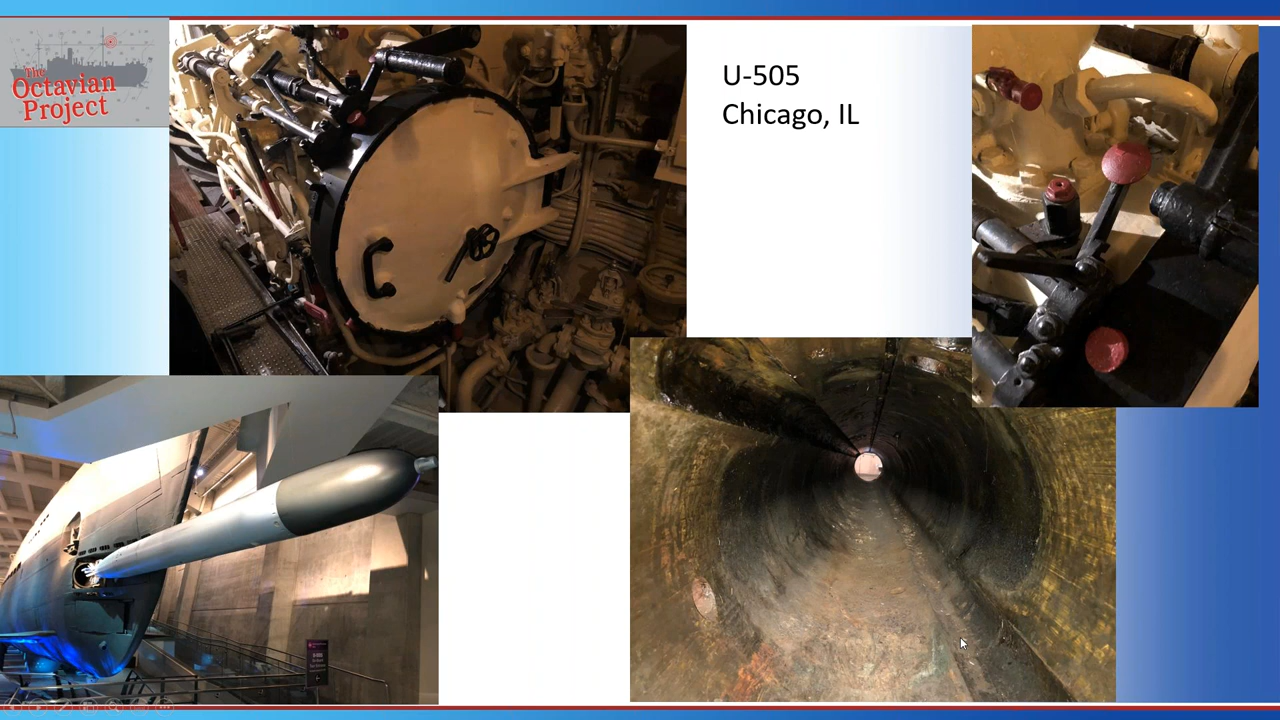 The
Octavian
Project
U-505
Chicago, IL